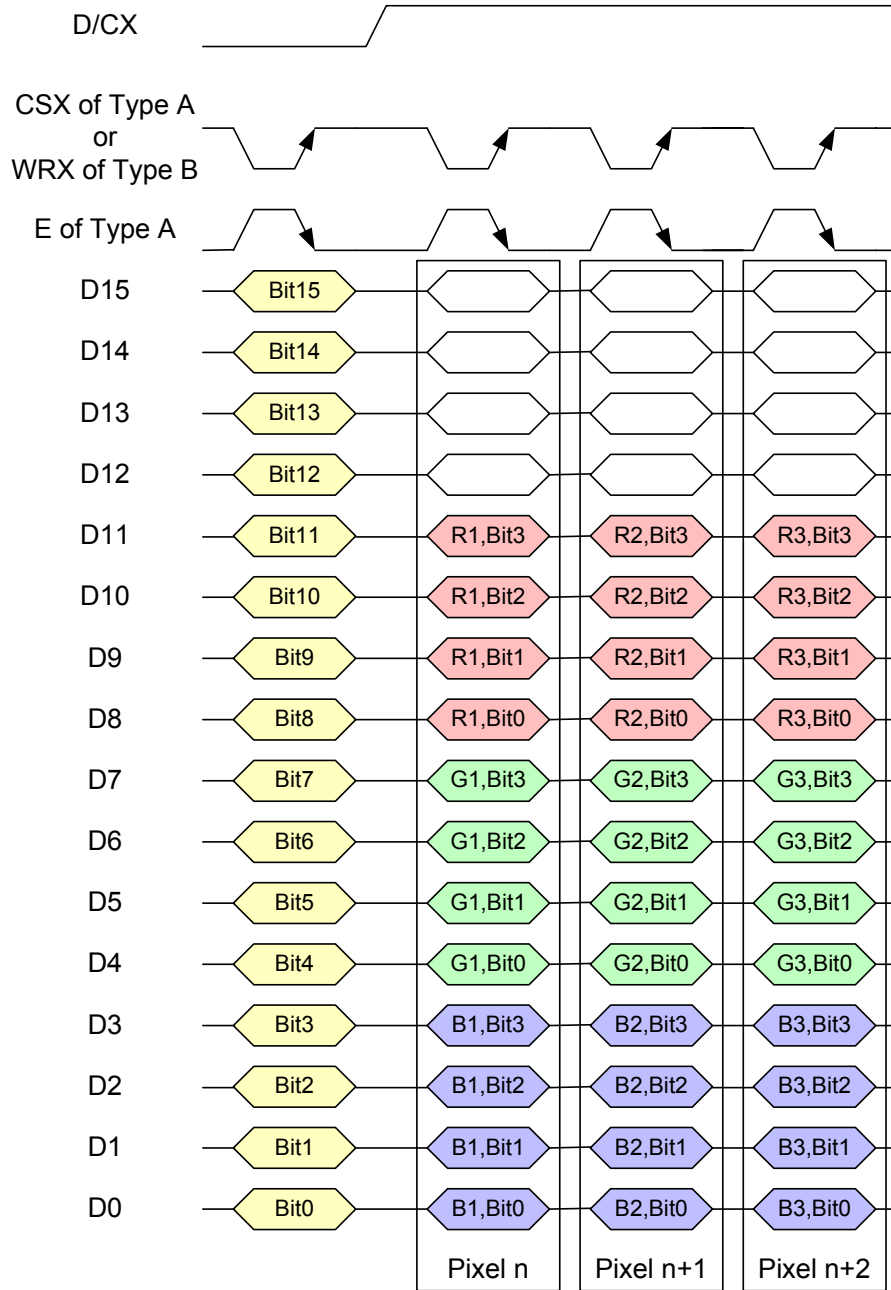 D/CX
CSX of Type A
or
WRX of Type B
E of Type A
D15 Bit15
D14 Bit14
D13 Bit13
D12 Bit12
D11 Bit11 R1,Bit3 R2,Bit3 R3,Bit3
D10 Bit10 R1,Bit2 R2,Bit2 R3,Bit2
D9 Bit9 R1,Bit1 R2,Bit1 R3,Bit1
D8 Bit8 R1,Bit0 R2,Bit0 R3,Bit0
D7 Bit7 G1,Bit3 G2,Bit3 G3,Bit3
D6 Bit6 G1,Bit2 G2,Bit2 G3,Bit2
D5 Bit5 G1,Bit1 G2,Bit1 G3,Bit1
D4 Bit4 G1,Bit0 G2,Bit0 G3,Bit0
D3 Bit3 B1,Bit3 B2,Bit3 B3,Bit3
D2 Bit2 B1,Bit2 B2,Bit2 B3,Bit2
D1 Bit1 B1,Bit1 B2,Bit1 B3,Bit1
D0 Bit0 B1,Bit0 B2,Bit0 B3,Bit0
Pixel n Pixel n+1 Pixel n+2